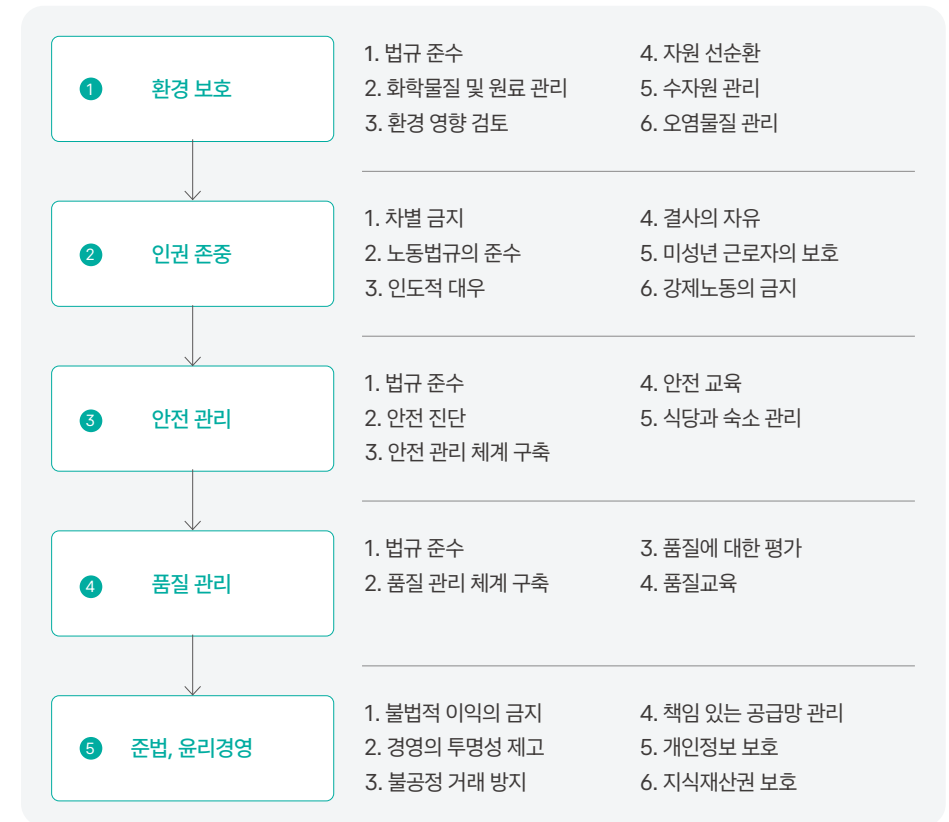 1 환경 보호
1. 법규 준수
2. 화학물질 및 원료 관리
3. 환경 영향 검토
4. 자원 선순환
5. 수자원 관리
6. 오염물질 관리
2 인권 존중
1. 차별 금지
2. 노동법규의 준수
3. 인도적 대우
4. 결사의 자유
5. 미성년 근로자의 보호
6. 강제노동의 금지
3 안전 관리
1. 법규 준수
2. 안전 진단
3. 안전 관리 체계 구축
4. 안전 교육
5. 식당과 숙소 관리
4 품질 관리
1. 법규 준수
2. 품질 관리 체계 구축
3. 품질에 대한 평가
4. 품질교육
5 준법, 윤리경영
1. 불법적 이익의 금지
2. 경영의 투명성 제고
3. 불공정 거래 방지
4. 책임 있는 공급망 관리
5. 개인정보 보호
6. 지식재산권 보호